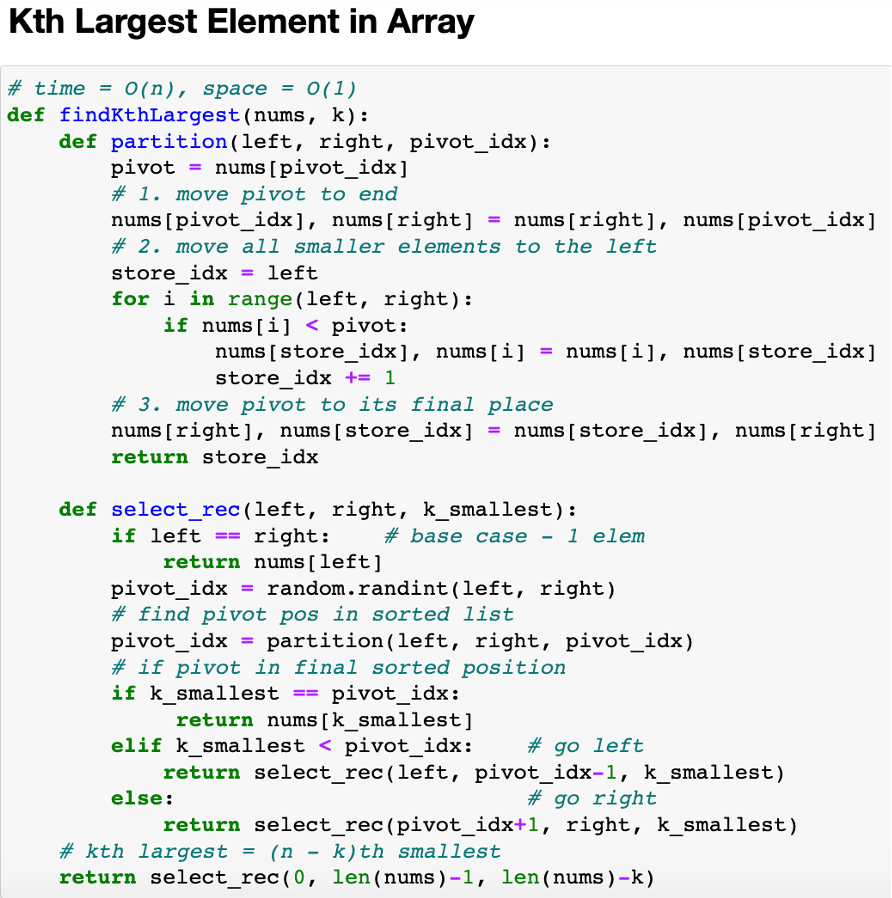 Kth Largest Element in Array
# time = O(n), space = O(1)
def findKthLargest(nums, k):
    def partition(left, right, pivot_idx):
        pivot = nums[pivot_idx]
        # 1. move pivot to end
        nums[pivot_idx], nums[right] = nums[right], nums[pivot_idx]
        # 2. move all smaller elements to the left
        store_idx = left
        for i in range(left, right):
            if nums[i] < pivot:
                nums[store_idx], nums[i] = nums[i], nums[store_idx]
                store_idx += 1
        # 3. move pivot to its final place
        nums[right], nums[store_idx] = nums[store_idx], nums[right]
        return store_idx

    def select_rec(left, right, k_smallest):
        if left == right:    # base case - 1 elem
            return nums[left]
        pivot_idx = random.randint(left, right)
        # find pivot pos in sorted list
        pivot_idx = partition(left, right, pivot_idx)
        # if pivot in final sorted position
        if k_smallest == pivot_idx:
             return nums[k_smallest]
        elif k_smallest < pivot_idx:    # go left
            return select_rec(left, pivot_idx-1, k_smallest)
        else:                           # go right
            return select_rec(pivot_idx+1, right, k_smallest)
    # kth largest = (n - k)th smallest
    return select_rec(0, len(nums)-1, len(nums)-k)